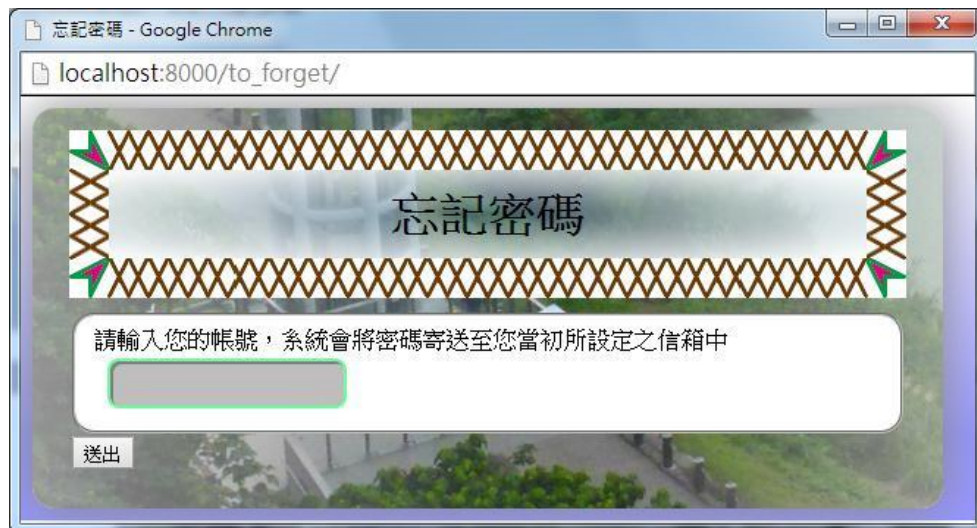 忘記密碼 - Google Chrome
localhost:8000/to_forget/
忘記密碼
請輸入您的帳號，系統會將密碼寄送至您當初所設定之信箱中
送出